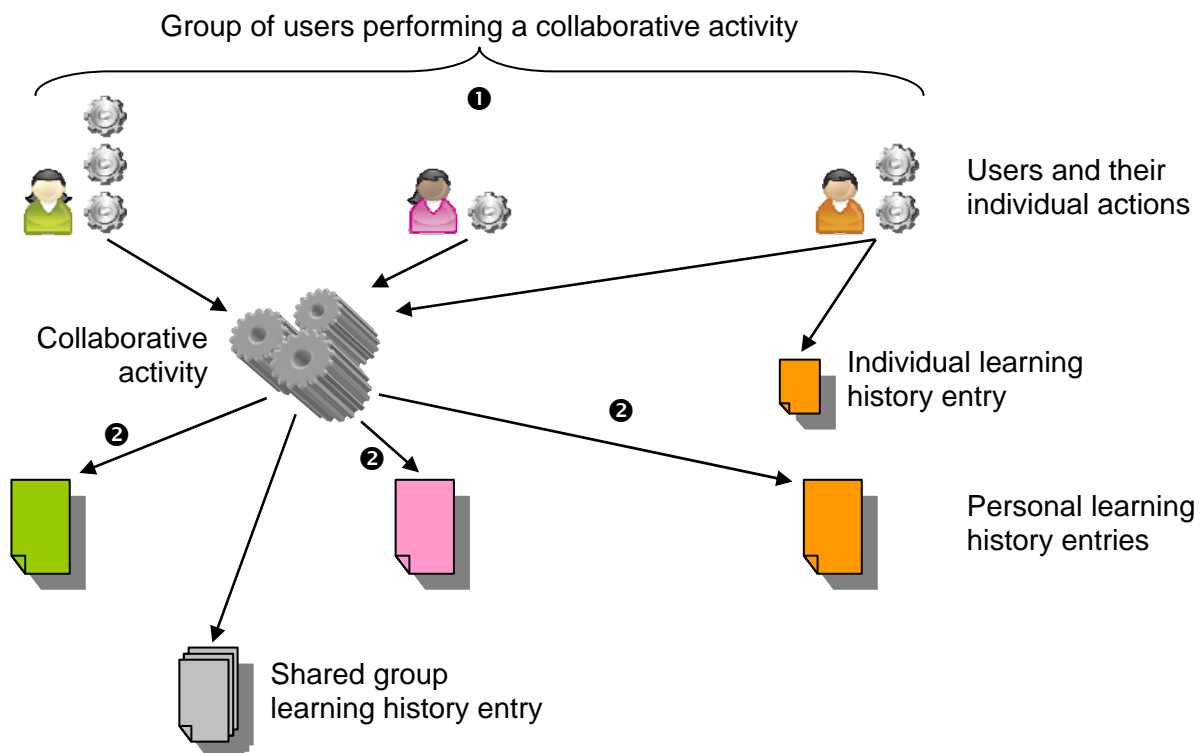 Group of users performing a collaborative activity
❶
Users and their
individual actions
Collaborative
activity
Individual learning
history entry
❷
❷
❷
Personal learning
history entries
Shared group
learning history entry